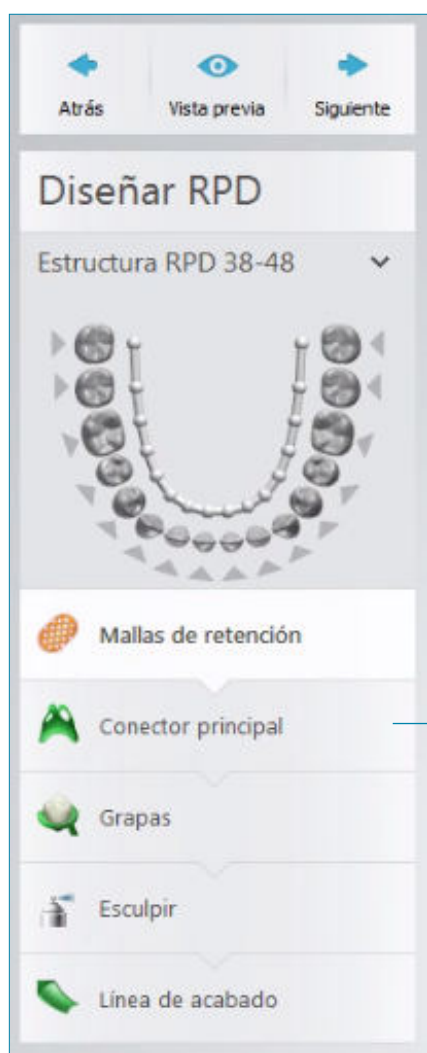 Atrás Vista previa Siguiente
Diseñar RPD
Estructura RPD 38-48
Mallas de retención
Conector principal
Grapas
Esculpir
Línea de acabado